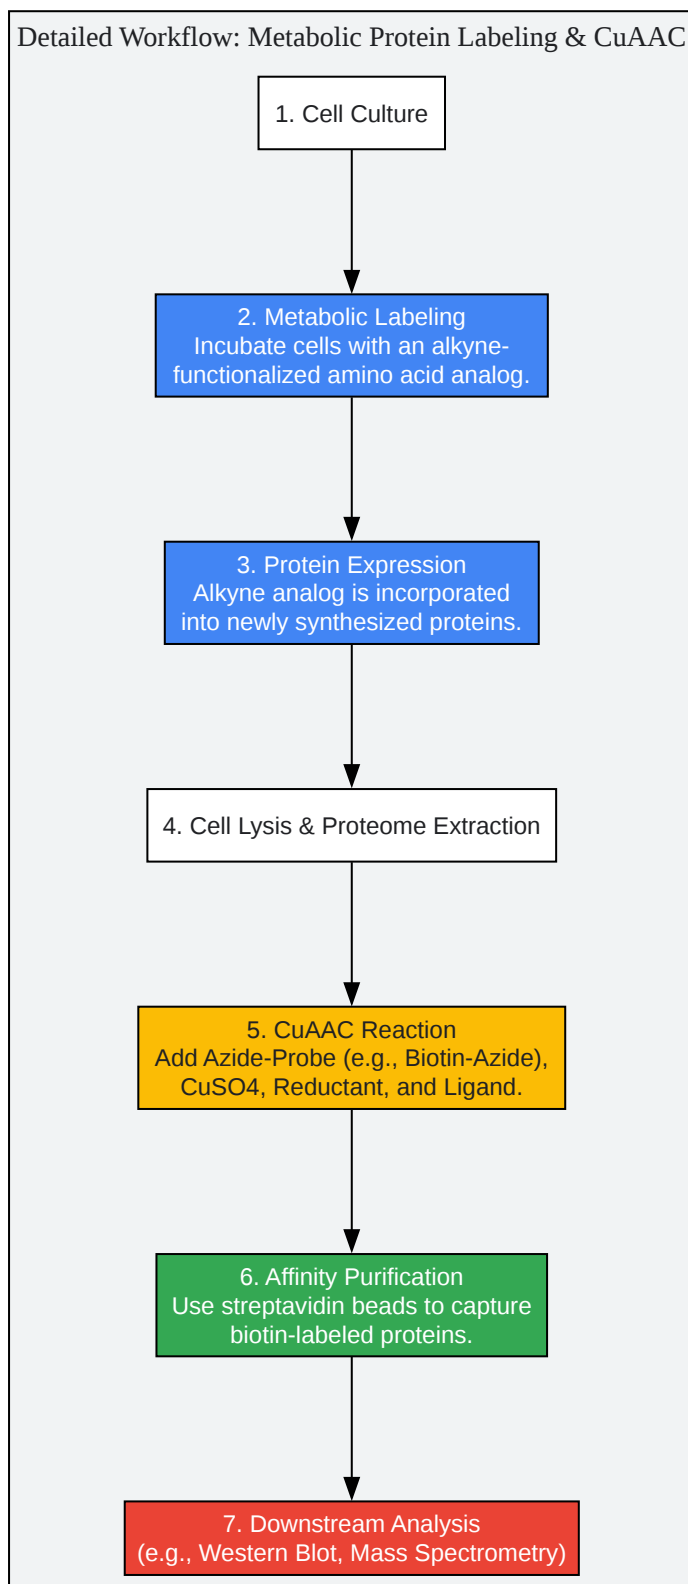 Detailed Workflow: Metabolic Protein Labeling & CuAAC
1. Cell Culture
2. Metabolic Labeling
Incubate cells with an alkyne-
functionalized amino acid analog.
3. Protein Expression
Alkyne analog is incorporated
into newly synthesized proteins.
4. Cell Lysis & Proteome Extraction
5. CuAAC Reaction
Add Azide-Probe (e.g., Biotin-Azide),
CuSO4, Reductant, and Ligand.
6. Affinity Purification
Use streptavidin beads to capture
biotin-labeled proteins.
7. Downstream Analysis
(e.g., Western Blot, Mass Spectrometry)